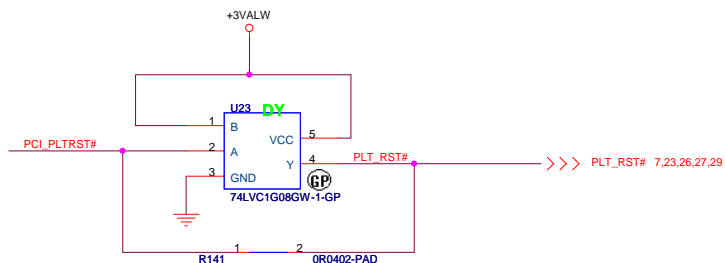 +3VALW
U23 DY
1 B
VCC 5
PCI_PLTRST# 2 A
Y 4 PLT_RST#
PLT_RST# 7,23,26,27,29
3 GND
GP
74LVC1G08GW-1-GP
1 2
R141 0R0402-PAD